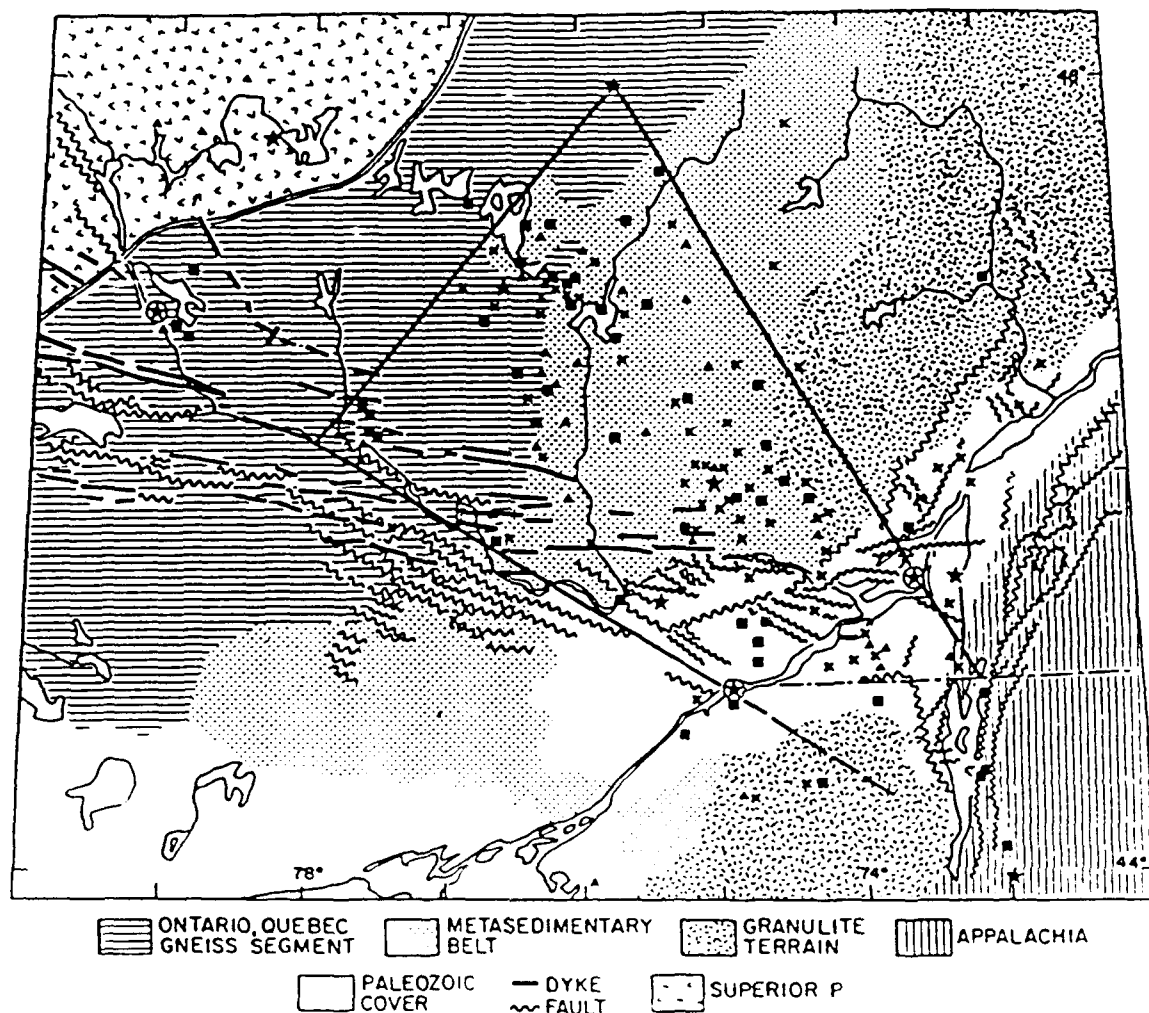 48°
78°
74°
44°
ONTARIO, QUEBEC
GNEISS SEGMENT
METASEDIMENTARY
BELT
GRANULITE
TERRAIN
APPALACHIA
PALEOZOIC
COVER
DYKE
FAULT
SUPERIOR P